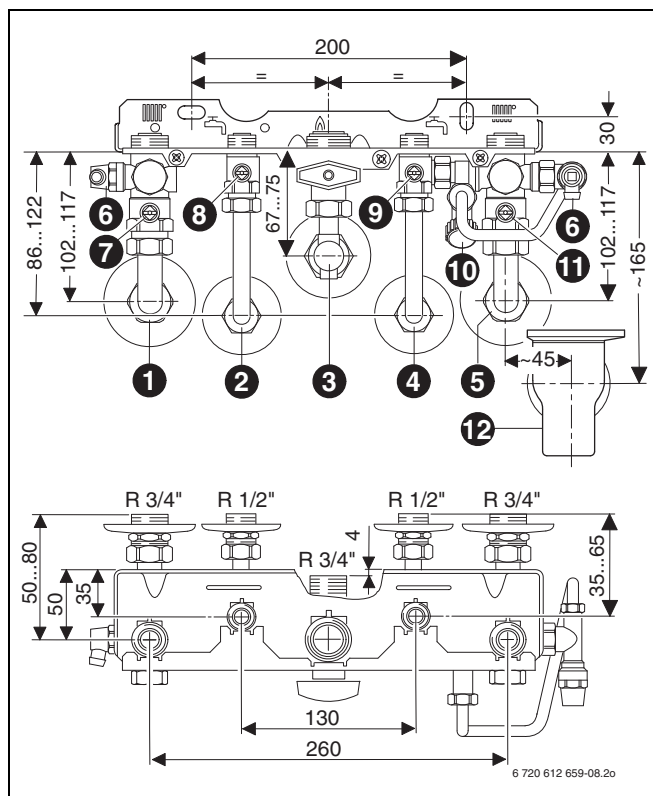 200
= =
30
86...122
102...117
67...75
102...117
~165
6 8 9 6
7 10 11
1 2 3 4 5
~45
12
R 3/4" R 1/2" R 1/2" R 3/4"
R 3/4"
4
50...80
50
35
35...65
130
260
6 720 612 659-08.2o